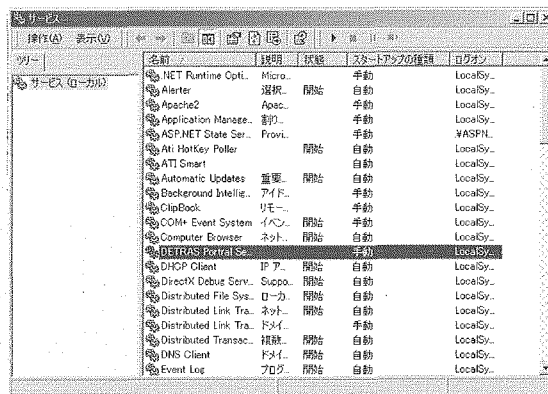 サービス
操作(A) 表示(V)
ツリー
サービス (ローカル)
名前 説明 状態 スタートアップの種類 ログオン
.NET Runtime Opti... Micro... 手動 LocalSy...
Alerter 選択... 開始 自動 LocalSy...
Apache2 Apac... 手動 LocalSy...
Application Manage... 割り... 手動 LocalSy...
ASP.NET State Ser... Provi... 手動 .¥ASPN...
Ati HotKey Poller 開始 自動 LocalSy...
ATI Smart 自動 LocalSy...
Automatic Updates 重要... 開始 自動 LocalSy...
Background Intellig... アイド... 手動 LocalSy...
ClipBook リモー... 手動 LocalSy...
COM+ Event System イベン... 開始 手動 LocalSy...
Computer Browser ネット... 開始 自動 LocalSy...
DETRAS Se... 手動 LocalSy...
DHCP Client IP ア... 開始 自動 LocalSy...
DirectX Debug Serv... Suppo... 開始 自動 LocalSy...
Distributed File Sys... ローカ... 開始 自動 LocalSy...
Distributed Link Tra... ネット... 開始 自動 LocalSy...
Distributed Link Tra... ドメイ... 手動 LocalSy...
Distributed Transac... 複数... 開始 自動 LocalSy...
DNS Client ドメイ... 開始 自動 LocalSy...
Event Log プログ... 開始 自動 LocalSy...